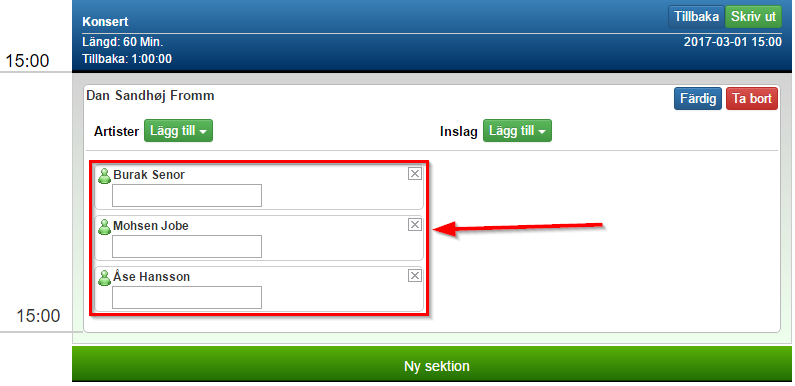 Konsert
Tillbaka Skriv ut
Längd: 60 Min.
2017-03-01 15:00
Tillbaka: 1:00:00
15:00
Dan Sandhøj Fromm
Färdig Ta bort
Artister Lägg till
Inslag Lägg till
Burak Senor
Mohsen Jobe
Åse Hansson
15:00
Ny sektion